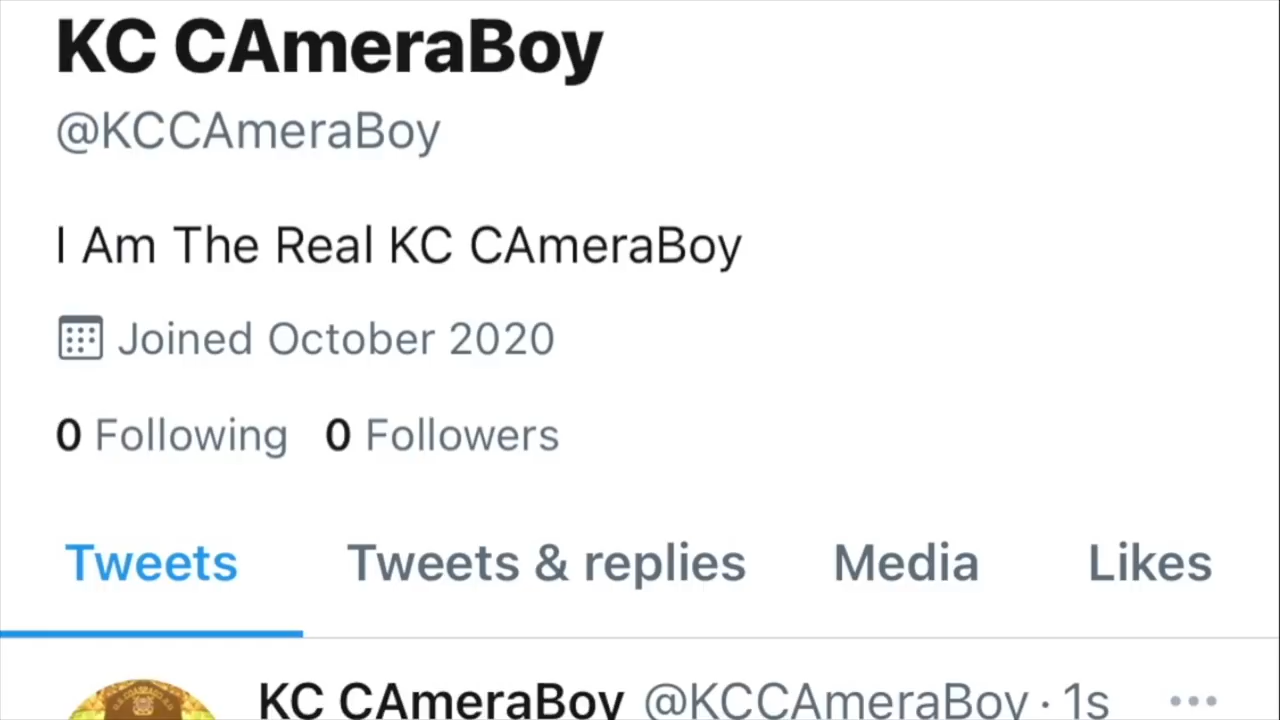 KC CAmeraBoy
@KCCAmeraBoy
I Am The Real KC CAmeraBoy
Joined October 2020
0 Following 0 Followers
Tweets Tweets & replies Media Likes
KC CAmeraBoy @KCCAmeraBoy · 1s